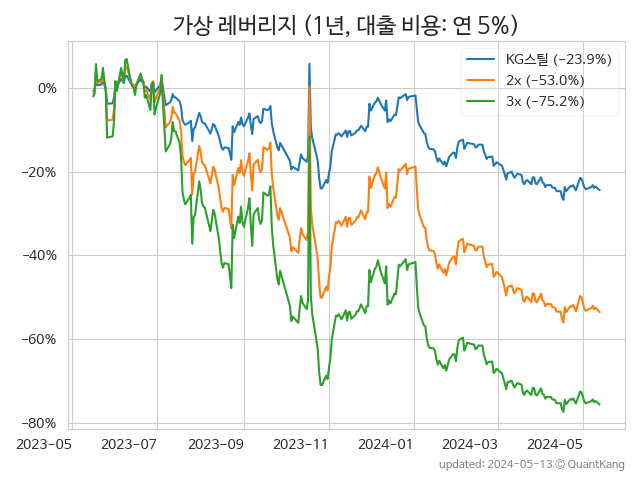 가상 레버리지 (1년, 대출 비용: 연 5%)
KG스틸 (−23.9%)
2x (−53.0%)
3x (−75.2%)
0%
−20%
−40%
−60%
−80%
2023-05 2023-07 2023-09 2023-11 2024-01 2024-03 2024-05
updated: 2024-05-13 © QuantKang